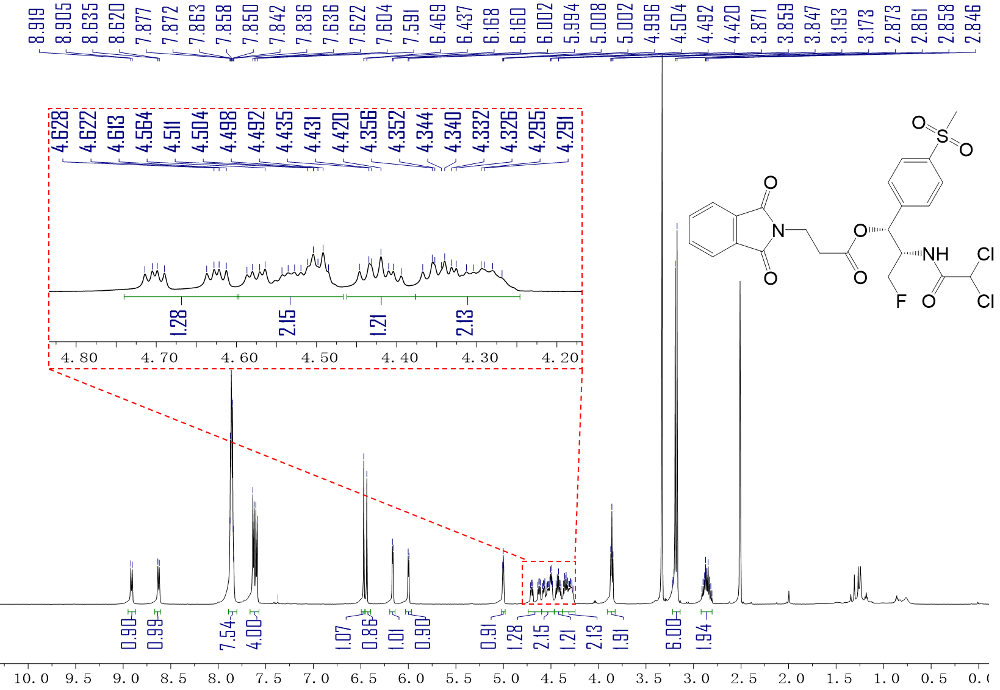 8.919 8.905 8.635 8.620 7.877 7.872 7.863 7.858 7.850 7.842 7.836 7.636 7.622 7.604 7.591 6.469 6.437 6.168 6.160 6.002 5.994 5.008 5.002 4.996 4.504 4.492 4.420 3.871 3.859 3.847 3.193 3.173 2.873 2.861 2.858 2.846
4.628 4.622 4.613 4.564 4.511 4.504 4.498 4.492 4.435 4.431 4.420 4.356 4.352 4.344 4.340 4.332 4.326 4.295 4.291
1.28 2.15 1.21 2.13
4.80 4.70 4.60 4.50 4.40 4.30 4.20
O
S
O
O
N
O
O
O
NH
F
O
Cl
Cl
0.90 0.99 7.54 4.00 1.07 0.86 1.01 0.90 0.91 1.28 2.15 1.21 2.13 1.91 6.00 1.94
10.0 9.5 9.0 8.5 8.0 7.5 7.0 6.5 6.0 5.5 5.0 4.5 4.0 3.5 3.0 2.5 2.0 1.5 1.0 0.5 0.